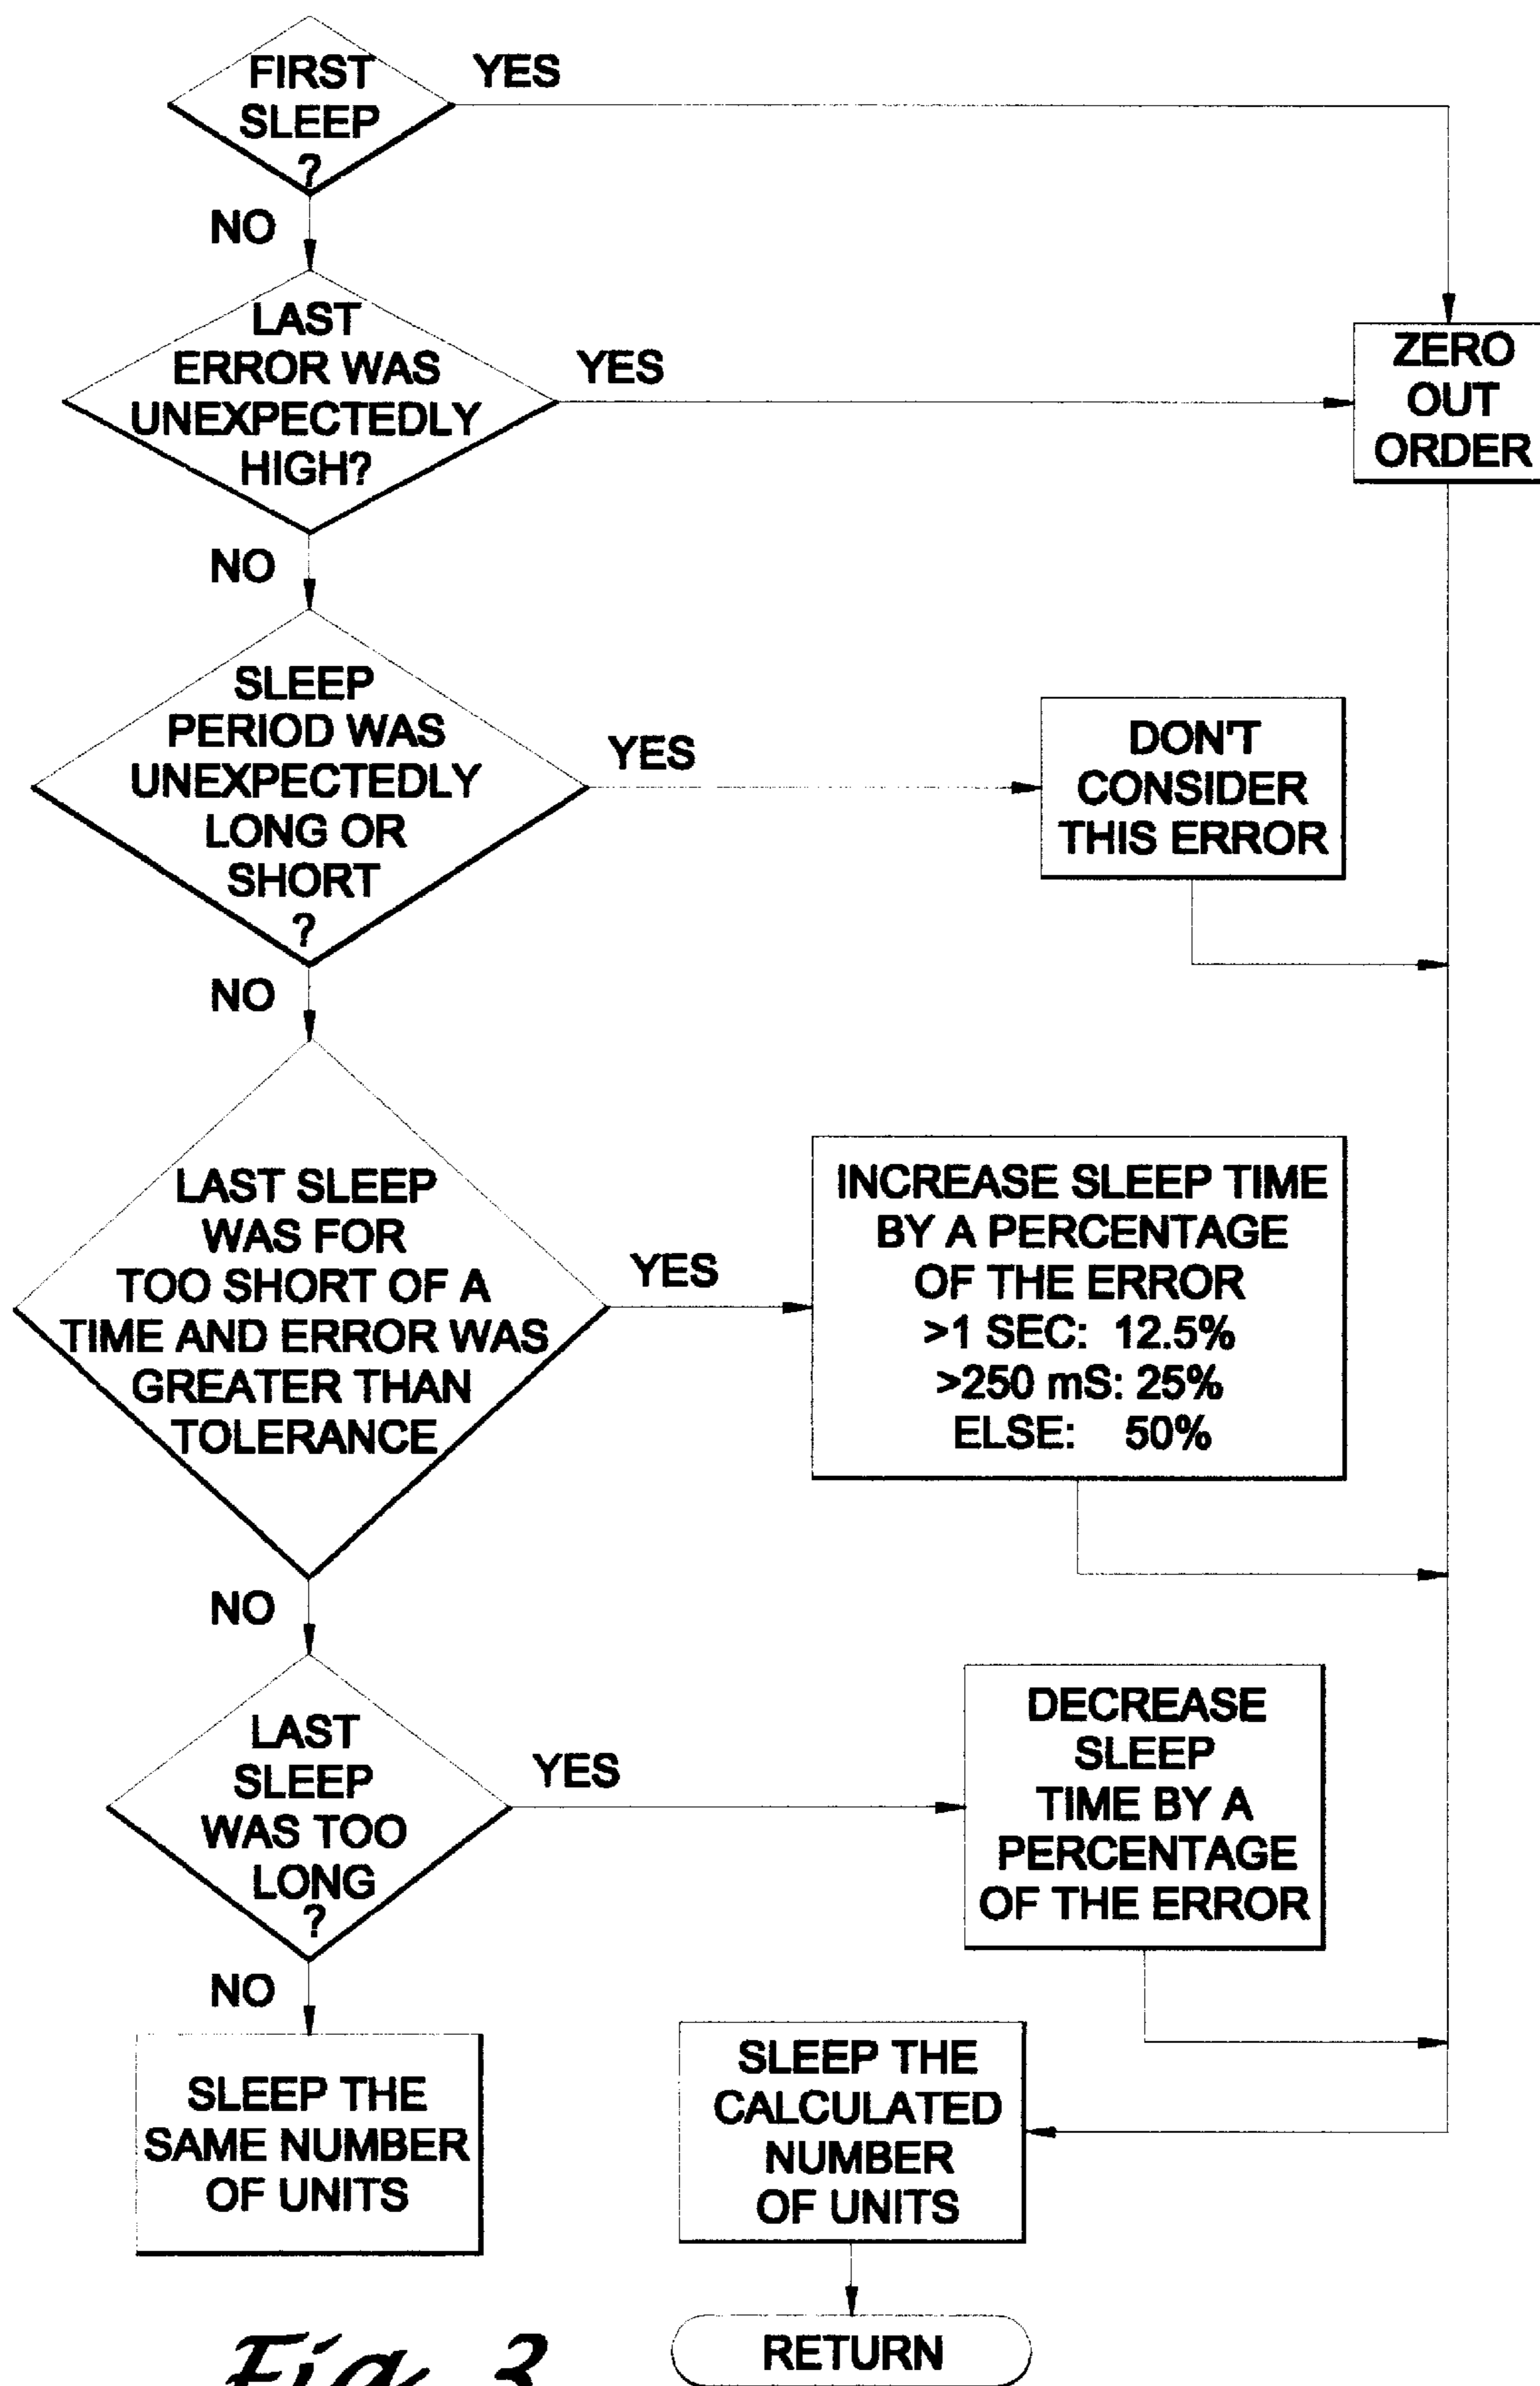 FIRST
SLEEP
?
YES
NO
LAST
ERROR WAS
UNEXPECTEDLY
HIGH?
YES
ZERO
OUT
ORDER
NO
SLEEP
PERIOD WAS
UNEXPECTEDLY
LONG OR
SHORT
?
YES
DON'T
CONSIDER
THIS ERROR
NO
LAST SLEEP
WAS FOR
TOO SHORT OF A
TIME AND ERROR WAS
GREATER THAN
TOLERANCE
YES
INCREASE SLEEP TIME
BY A PERCENTAGE
OF THE ERROR
>1 SEC: 12.5%
>250 mS: 25%
ELSE: 50%
NO
LAST
SLEEP
WAS TOO
LONG
?
YES
DECREASE
SLEEP
TIME BY A
PERCENTAGE
OF THE ERROR
NO
SLEEP THE
SAME NUMBER
OF UNITS
SLEEP THE
CALCULATED
NUMBER
OF UNITS
RETURN
Fig. 3